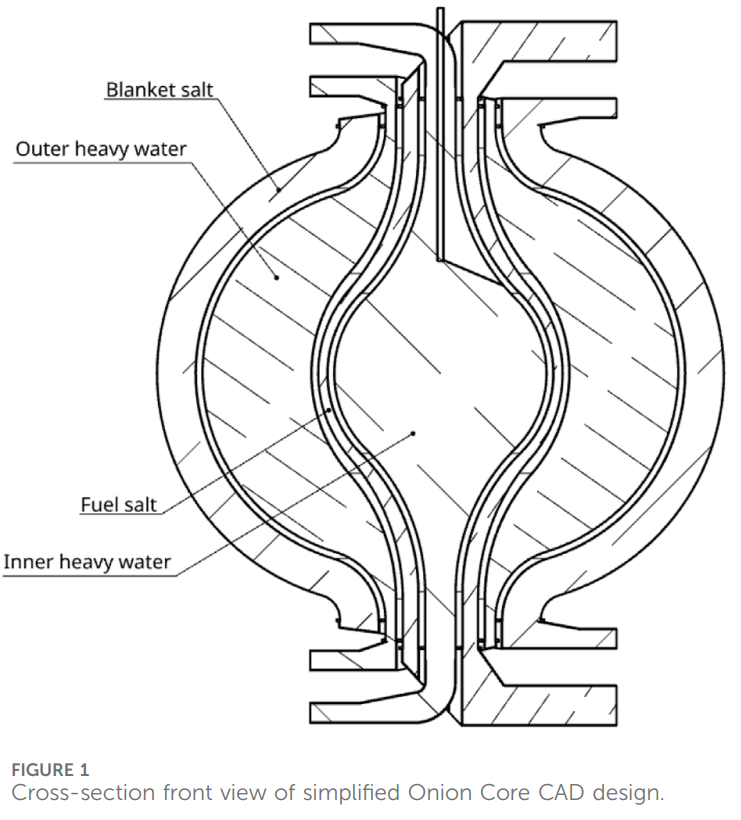 Blanket salt
Outer heavy water
Fuel salt
Inner heavy water
FIGURE 1
Cross-section front view of simplified Onion Core CAD design.